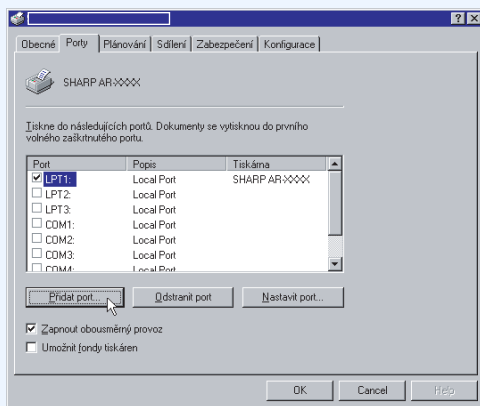 Obecné Porty Plánování Sdílení Zabezpečení Konfigurace
SHARP AR-XXXX
Tiskne do následujících portů. Dokumenty se vytisknou do prvního
volného zaškrtnutého portu.
Port Popis Tiskárna
LPT1: Local Port SHARP AR-XXXX
LPT2: Local Port
LPT3: Local Port
COM1: Local Port
COM2: Local Port
COM3: Local Port
COM4: Local Port
Přidat port... Odstranit port Nastavit port...
Zapnout obousměrný provoz
Umožnit fondy tiskáren
OK Cancel Help